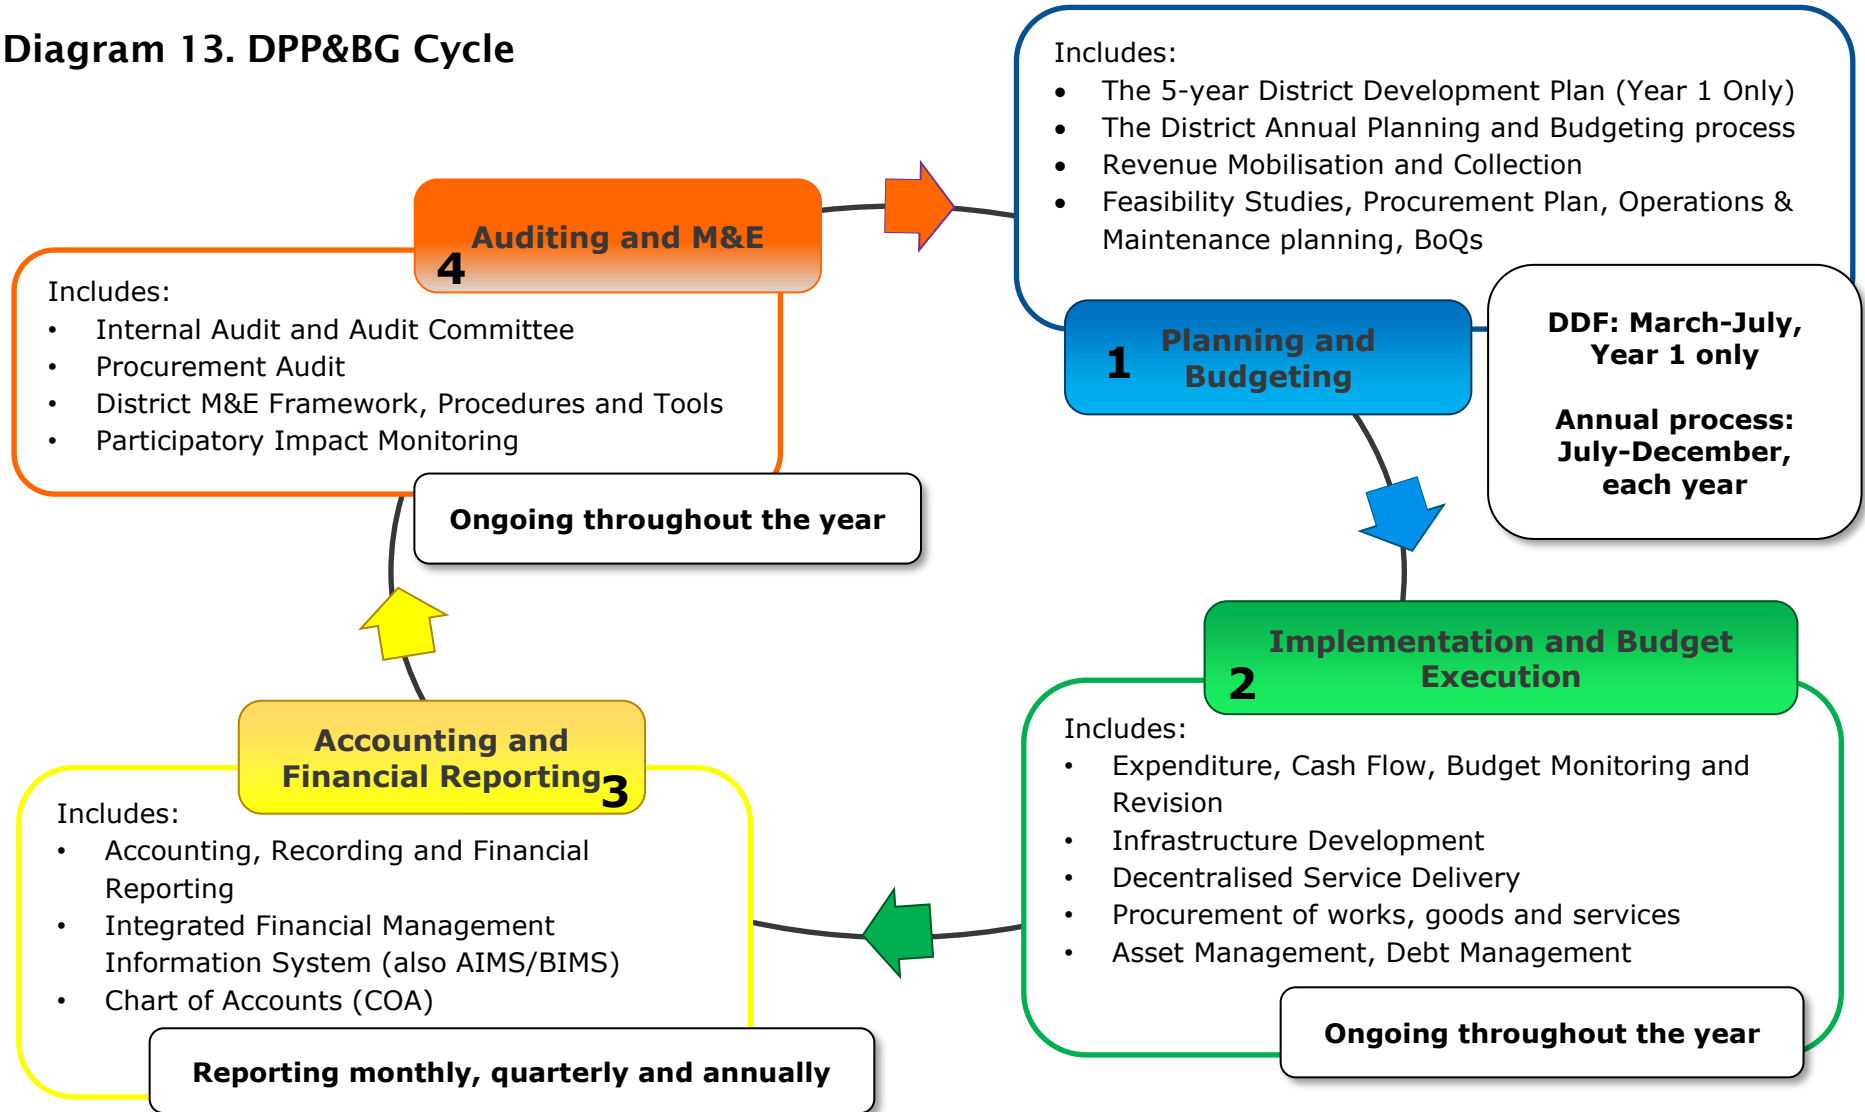 Diagram 13. DPP&BG Cycle
Includes:
• The 5-year District Development Plan (Year 1 Only)
• The District Annual Planning and Budgeting process
• Revenue Mobilisation and Collection
• Feasibility Studies, Procurement Plan, Operations &
Maintenance planning, BoQs
1
Planning and
Budgeting
DDF: March-July,
Year 1 only
Annual process:
July-December,
each year
Implementation and Budget
Execution
2
Includes:
• Expenditure, Cash Flow, Budget Monitoring and
Revision
• Infrastructure Development
• Decentralised Service Delivery
• Procurement of works, goods and services
• Asset Management, Debt Management
Ongoing throughout the year
Accounting and
Financial Reporting
3
Includes:
• Accounting, Recording and Financial
Reporting
• Integrated Financial Management
Information System (also AIMS/BIMS)
• Chart of Accounts (COA)
Reporting monthly, quarterly and annually
Auditing and M&E
4
Includes:
• Internal Audit and Audit Committee
• Procurement Audit
• District M&E Framework, Procedures and Tools
• Participatory Impact Monitoring
Ongoing throughout the year